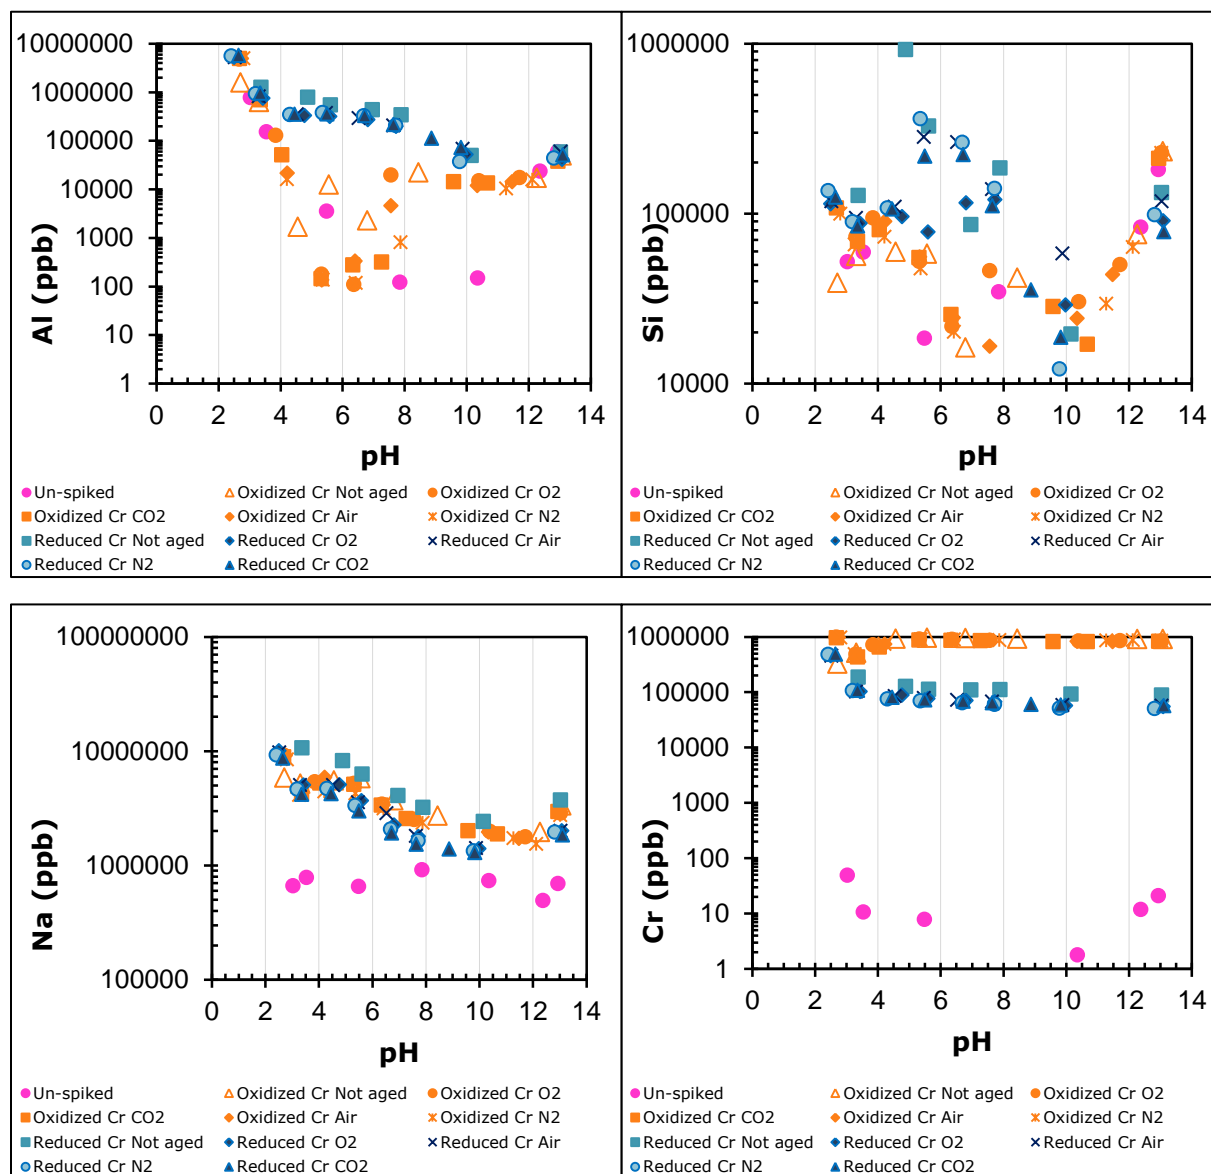 10000000
1000000
100000
10000
1000
100
10
1
Al (ppb)
0 2 4 6 8 10 12 14
pH
Un-spiked Oxidized Cr Not aged Oxidized Cr O2
Oxidized Cr CO2 Oxidized Cr Air Oxidized Cr N2
Reduced Cr Not aged Reduced Cr O2 Reduced Cr Air
Reduced Cr N2 Reduced Cr CO2
1000000
100000
10000
Si (ppb)
0 2 4 6 8 10 12 14
pH
Un-spiked Oxidized Cr Not aged Oxidized Cr O2
Oxidized Cr CO2 Oxidized Cr Air Oxidized Cr N2
Reduced Cr Not aged Reduced Cr O2 Reduced Cr Air
Reduced Cr N2 Reduced Cr CO2
100000000
10000000
1000000
100000
Na (ppb)
0 2 4 6 8 10 12 14
pH
Un-spiked Oxidized Cr Not aged Oxidized Cr O2
Oxidized Cr CO2 Oxidized Cr Air Oxidized Cr N2
Reduced Cr Not aged Reduced Cr O2 Reduced Cr Air
Reduced Cr N2 Reduced Cr CO2
1000000
100000
10000
1000
100
10
1
Cr (ppb)
0 2 4 6 8 10 12 14
pH
Un-spiked Oxidized Cr Not aged Oxidized Cr O2
Oxidized Cr CO2 Oxidized Cr Air Oxidized Cr N2
Reduced Cr Not aged Reduced Cr O2 Reduced Cr Air
Reduced Cr N2 Reduced Cr CO2